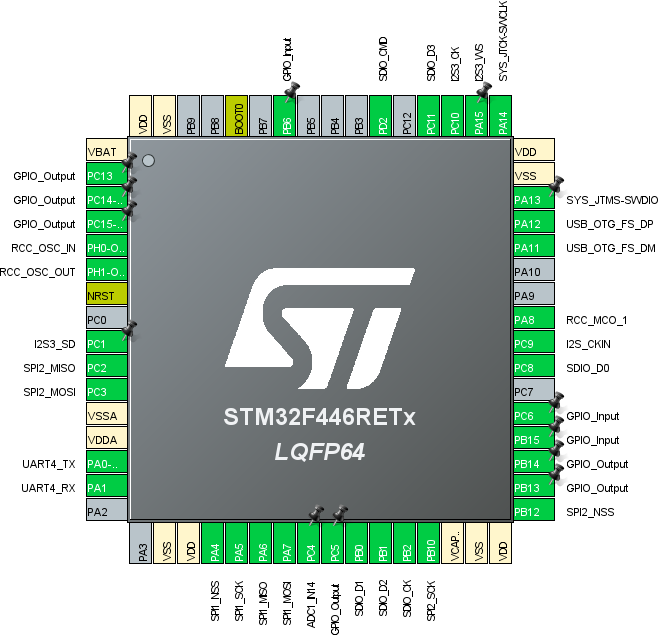 GPIO_Input
SDIO_CMD
SDIO_D3
I2S3_CK
I2S3_WS
SYS_JTCK-SWCLK
VDD
VSS
PB9
PB8
BOOT0
PB7
PB6
PB5
PB4
PB3
PD2
PC12
PC11
PC10
PA15
PA14
VBAT
GPIO_Output PC13
GPIO_Output PC14-..
GPIO_Output PC15-..
RCC_OSC_IN PH0-O..
RCC_OSC_OUT PH1-O..
NRST
PC0
I2S3_SD PC1
SPI2_MISO PC2
SPI2_MOSI PC3
VSSA
VDDA
UART4_TX PA0-..
UART4_RX PA1
PA2
ST
STM32F446RETx
LQFP64
VDD
VSS
PA13 SYS_JTMS-SWDIO
PA12 USB_OTG_FS_DP
PA11 USB_OTG_FS_DM
PA10
PA9
PA8 RCC_MCO_1
PC9 I2S_CKIN
PC8 SDIO_D0
PC7
PC6 GPIO_Input
PB15 GPIO_Input
PB14 GPIO_Output
PB13 GPIO_Output
PB12 SPI2_NSS
PA3
VSS
VDD
PA4
PA5
PA6
PA7
PC4
PC5
PB0
PB1
PB2
PB10
VCAP..
VSS
VDD
SPI1_NSS
SPI1_SCK
SPI1_MISO
SPI1_MOSI
ADC1_IN14
GPIO_Output
SDIO_D1
SDIO_D2
SDIO_CK
SPI2_SCK